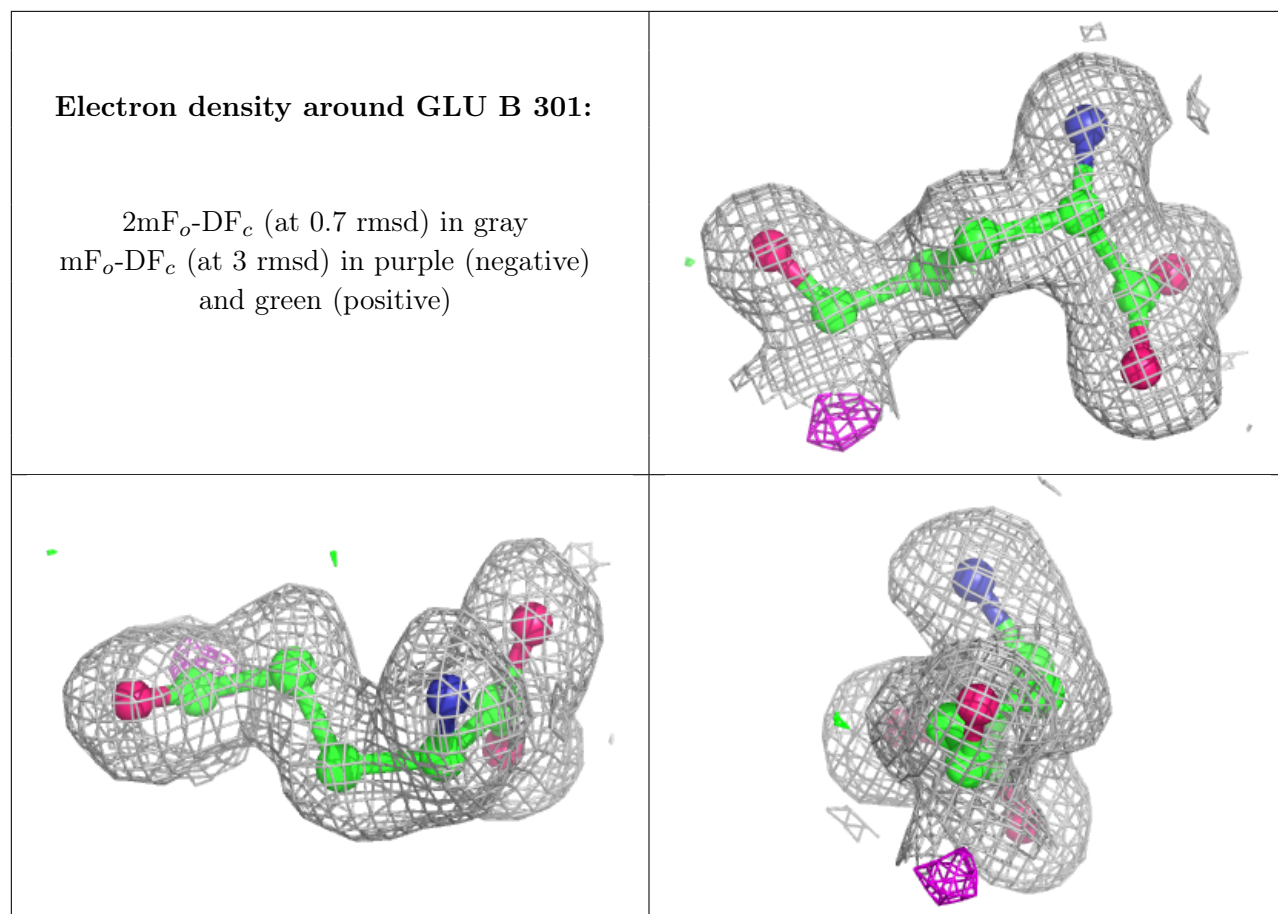 Electron density around GLU B 301:
2mFo-DFc (at 0.7 rmsd) in gray
mFo-DFc (at 3 rmsd) in purple (negative)
and green (positive)